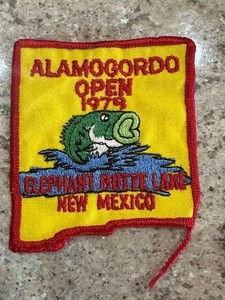 ALAMOGORDO
OPEN
1979
ELEPHANT BUTTE LAKE
NEW MEXICO